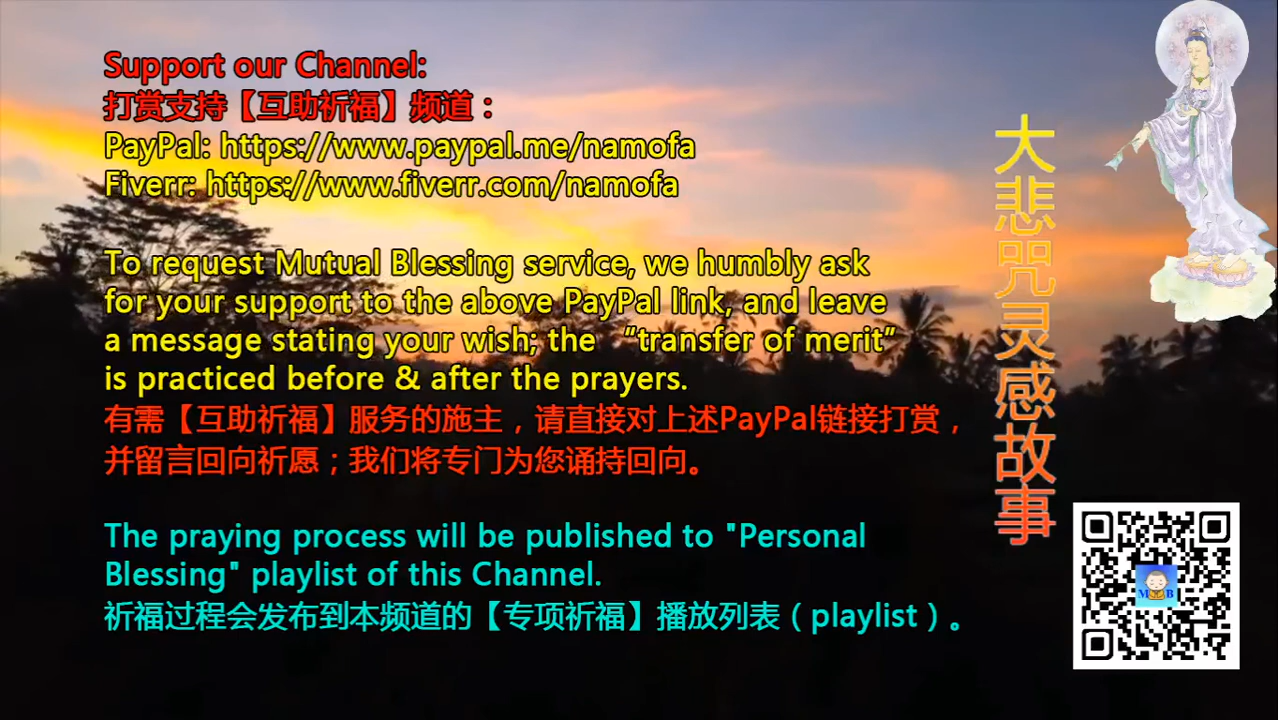 Support our Channel:
打赏支持【互助祈福】频道：
PayPal: https://www.paypal.me/namofa
Fiverr: https://www.fiverr.com/namofa
To request Mutual Blessing service, we humbly ask
for your support to the above PayPal link, and leave
a message stating your wish; the “transfer of merit”
is practiced before & after the prayers.
有需【互助祈福】服务的施主，请直接对上述PayPal链接打赏，
并留言回向祈愿；我们将专门为您诵持回向。
The praying process will be published to "Personal
Blessing" playlist of this Channel.
祈福过程会发布到本频道的【专项祈福】播放列表（playlist）。
大悲咒灵感故事
M B